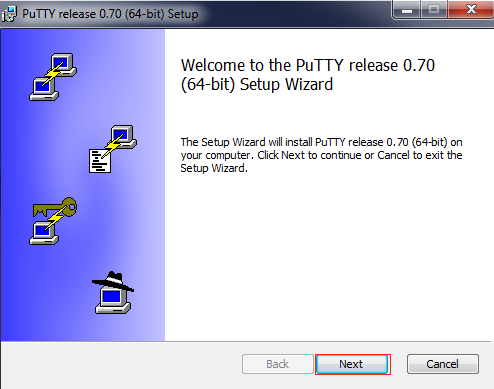 PuTTY release 0.70 (64-bit) Setup
Welcome to the PuTTY release 0.70
(64-bit) Setup Wizard
The Setup Wizard will install PuTTY release 0.70 (64-bit) on
your computer. Click Next to continue or Cancel to exit the
Setup Wizard.
Back
Next
Cancel